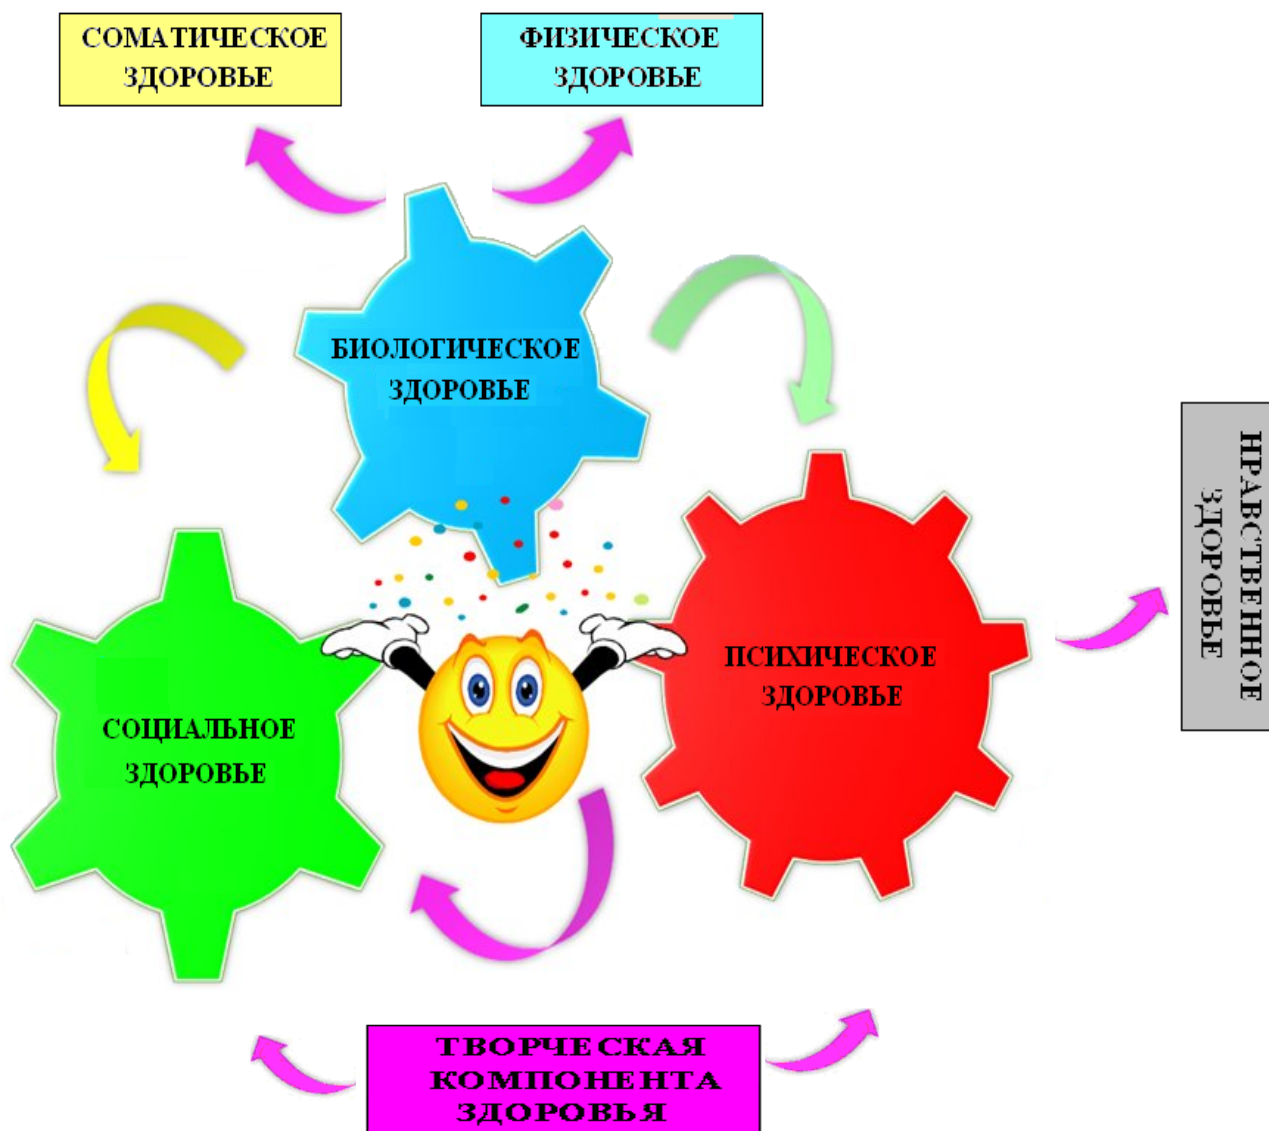 СОМАТИЧЕСКОЕ
ЗДОРОВЬЕ
ФИЗИЧЕСКОЕ
ЗДОРОВЬЕ
БИОЛОГИЧЕСКОЕ
ЗДОРОВЬЕ
НРАВСТВЕННОЕ
ЗДОРОВЬЕ
ПСИХИЧЕСКОЕ
ЗДОРОВЬЕ
СОЦИАЛЬНОЕ
ЗДОРОВЬЕ
ТВОРЧЕСКАЯ
КОМПОНЕНТА
ЗДОРОВЬЯ